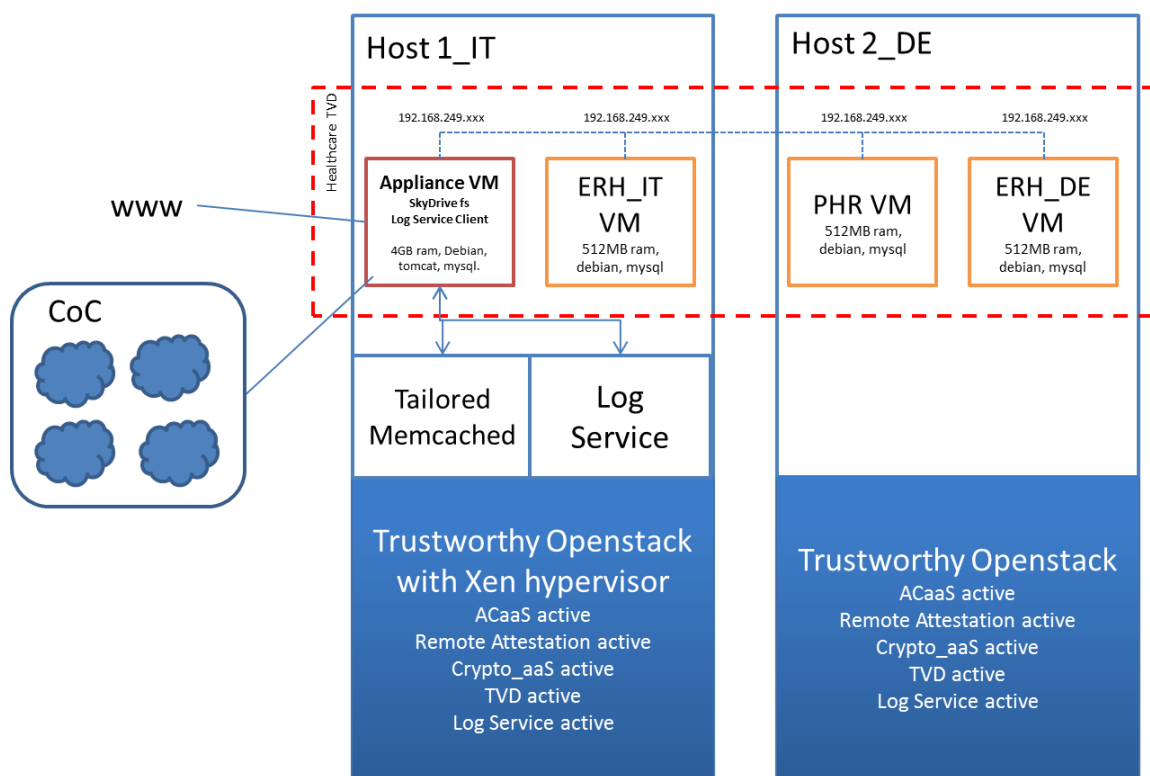 Host 1_IT
Host 2_DE
Healthcare TVD
192.168.249.xxx
192.168.249.xxx
192.168.249.xxx
192.168.249.xxx
www
Appliance VM
SkyDrive fs
Log Service Client
4GB ram, Debian,
tomcat, mysql.
ERH_IT
VM
512MB ram,
debian, mysql
PHR VM
512MB ram,
debian, mysql
ERH_DE
VM
512MB ram,
debian, mysql
CoC
Tailored
Memcached
Log
Service
Trustworthy Openstack
with Xen hypervisor
ACaaS active
Remote Attestation active
Crypto_aaS active
TVD active
Log Service active
Trustworthy Openstack
ACaaS active
Remote Attestation active
Crypto_aaS active
TVD active
Log Service active